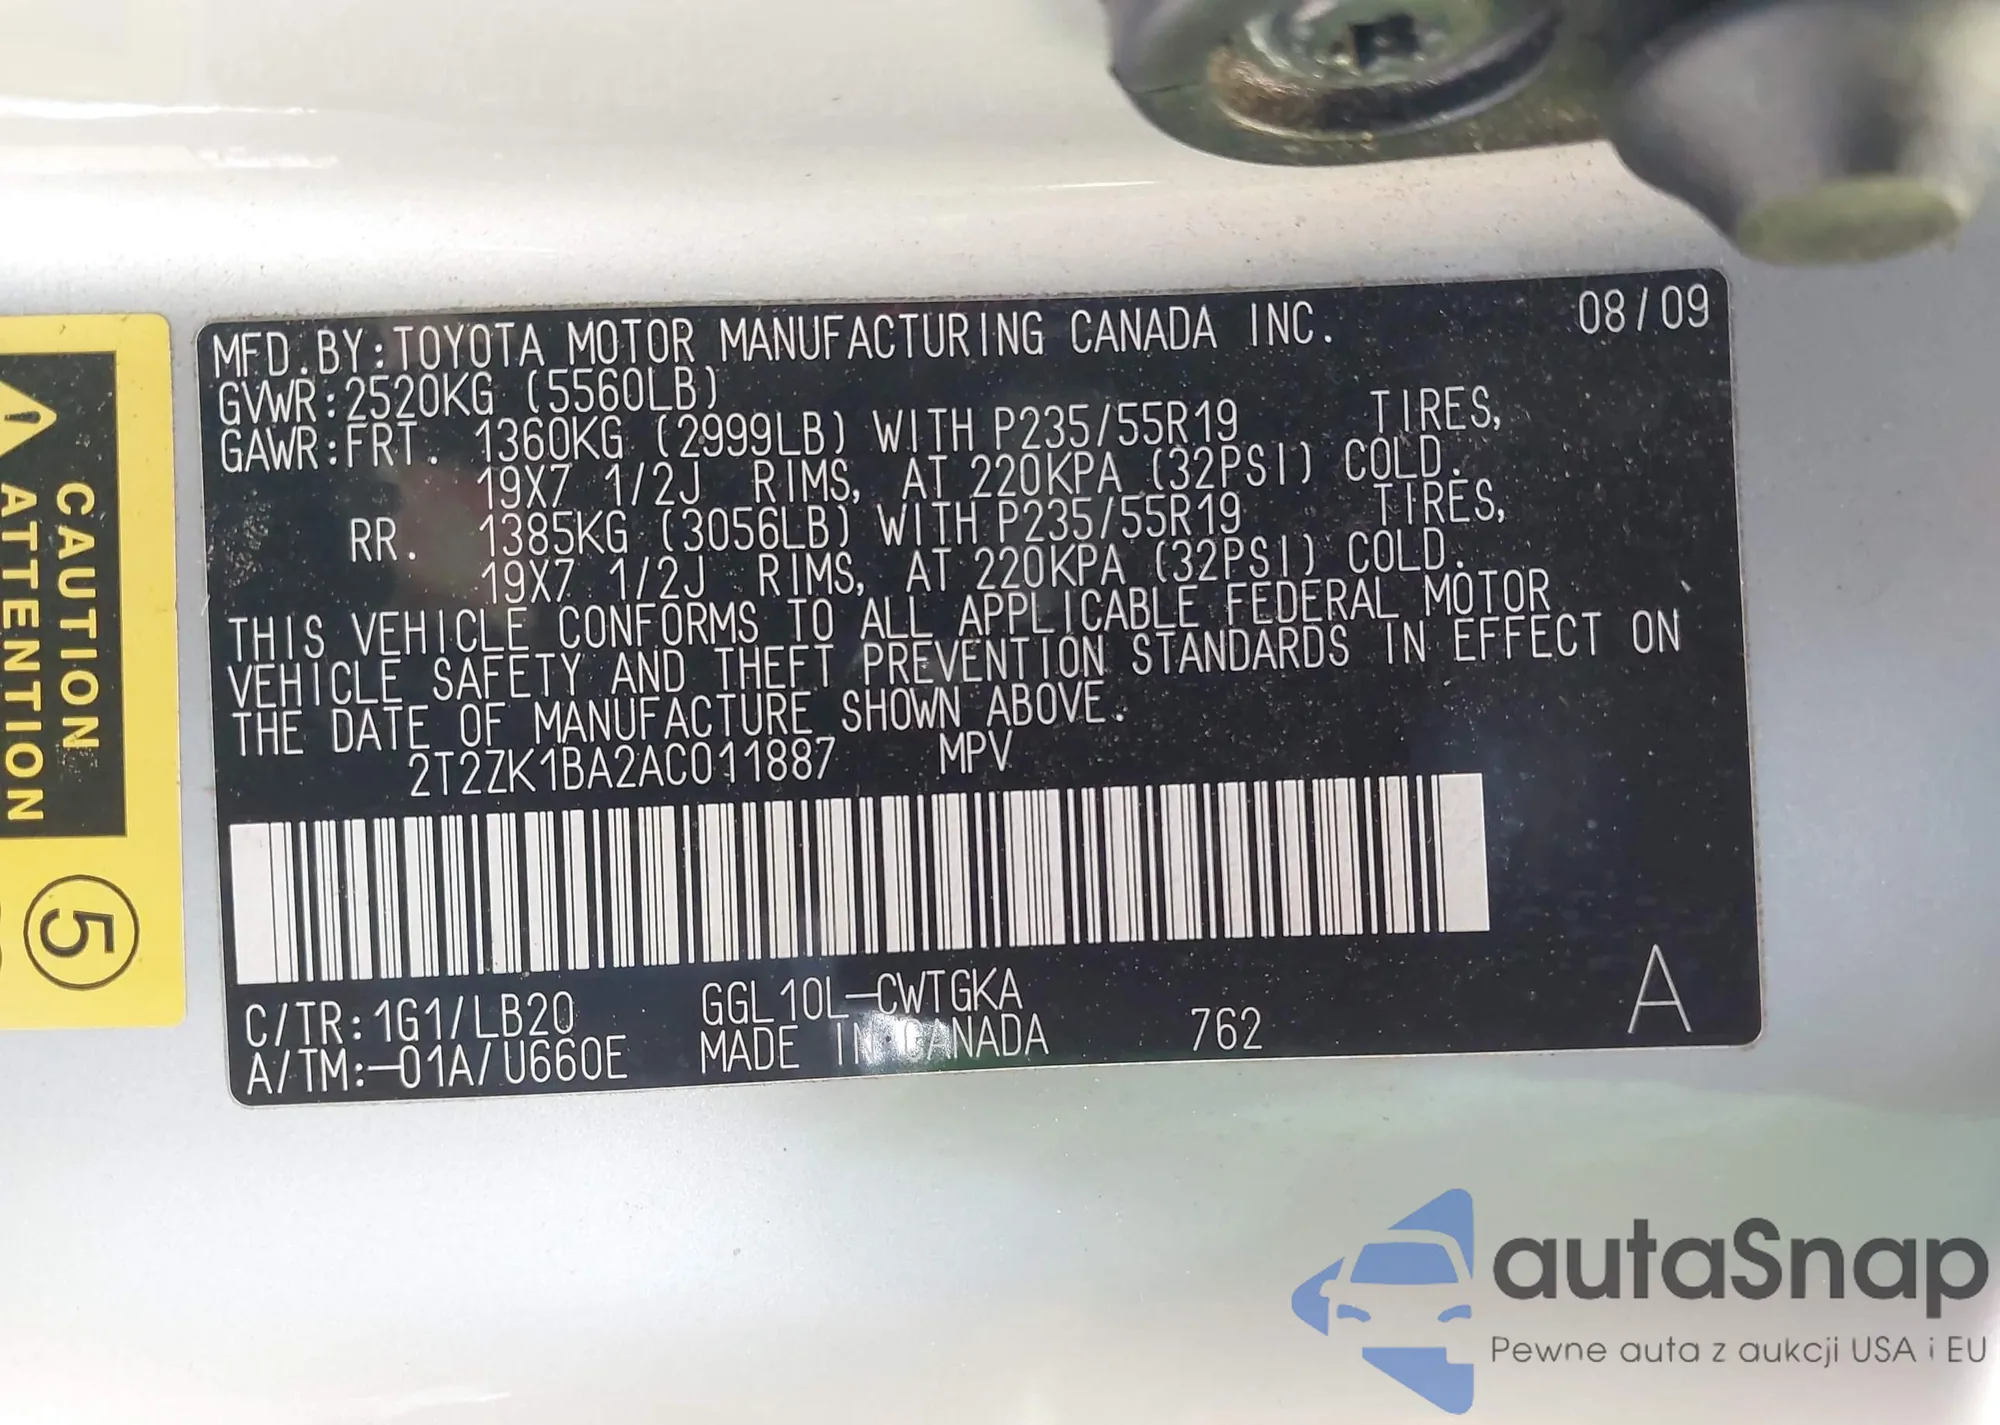 MFD.BY:TOYOTA MOTOR MANUFACTURING CANADA INC. 08/09
GVWR:2520KG (5560LB)
GAWR:FRT. 1360KG (2999LB) WITH P235/55R19 TIRES,
19X7 1/2J RIMS, AT 220KPA (32PSI) COLD.
RR. 1385KG (3056LB) WITH P235/55R19 TIRES,
19X7 1/2J RIMS, AT 220KPA (32PSI) COLD.
THIS VEHICLE CONFORMS TO ALL APPLICABLE FEDERAL MOTOR
VEHICLE SAFETY AND THEFT PREVENTION STANDARDS IN EFFECT ON
THE DATE OF MANUFACTURE SHOWN ABOVE.
2T2ZK1BA2AC011887 MPV
C/TR:1G1/LB20 GGL10L-CWTGKA
A/TM:-01A/U660E MADE IN CANADA 762 A
CAUTION
ATTENTION
5
autaSnap
Pewne auta z aukcji USA i EU